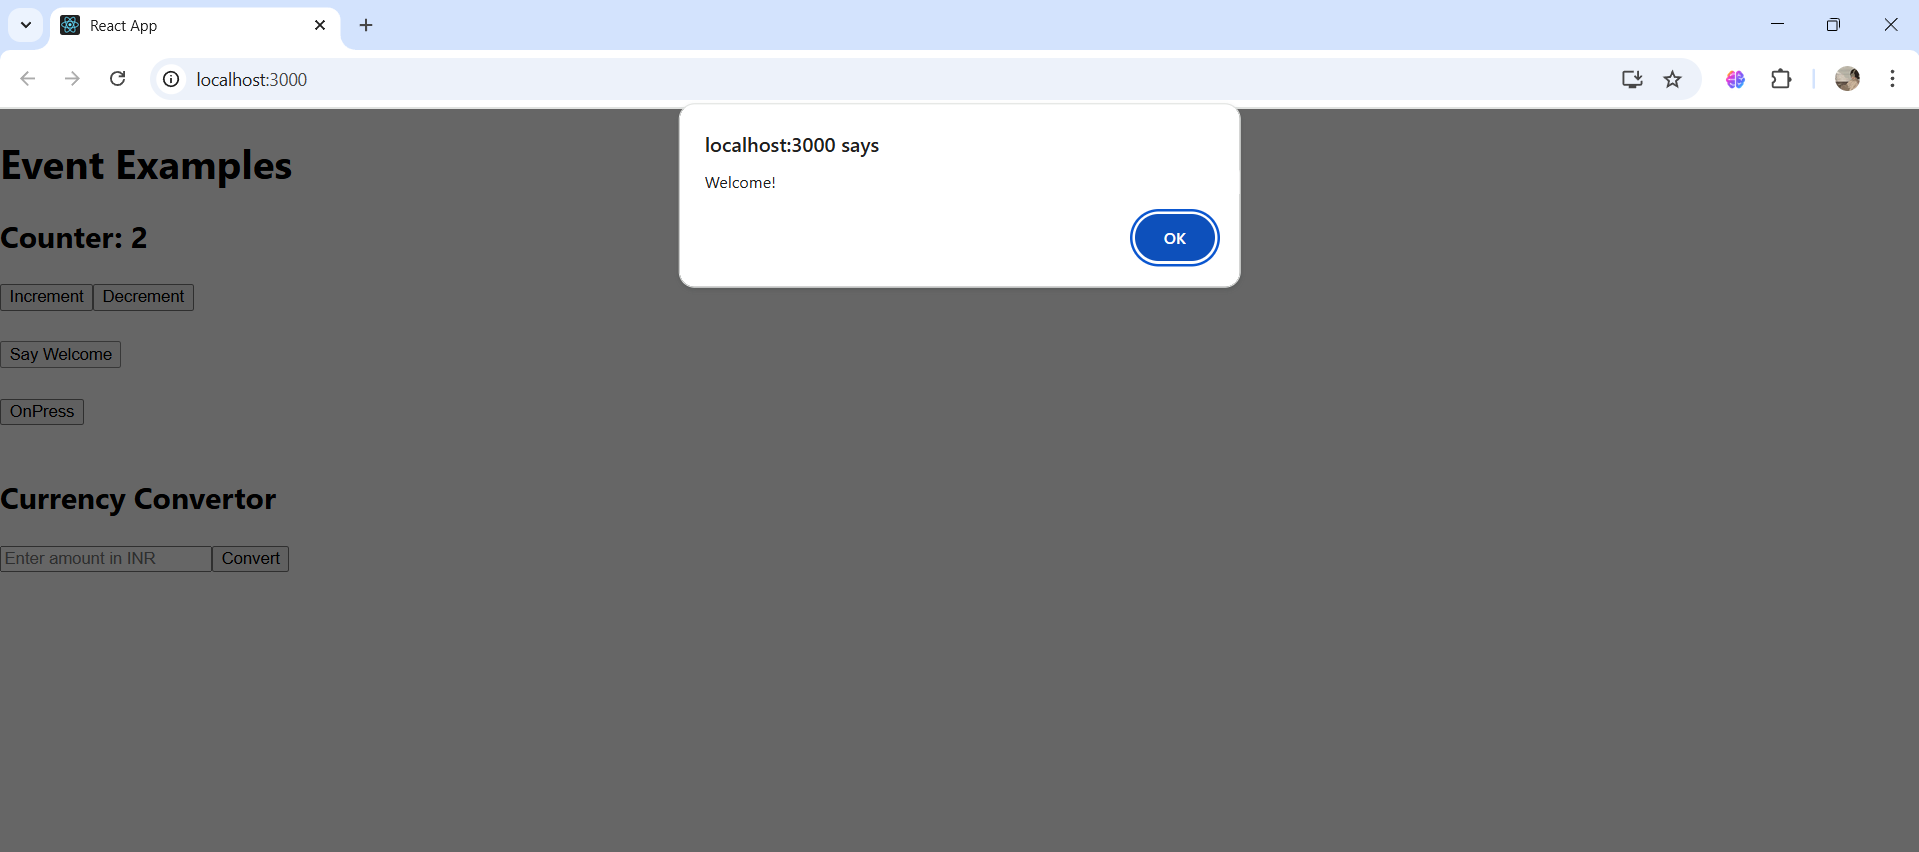 React App
localhost:3000
localhost:3000 says
Welcome!
OK
Event Examples
Counter: 2
Increment Decrement
Say Welcome
OnPress
Currency Convertor
Enter amount in INR Convert